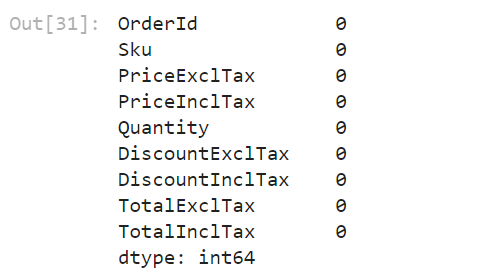 Out[31]: OrderId 0
Sku 0
PriceExclTax 0
PriceInclTax 0
Quantity 0
DiscountExclTax 0
DiscountInclTax 0
TotalExclTax 0
TotalInclTax 0
dtype: int64